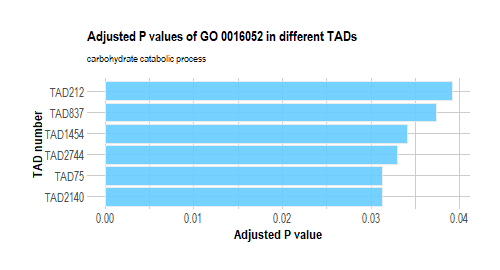 Adjusted P values of GO 0016052 in different TADs
carbohydrate catabolic process
TAD number
TAD212
TAD837
TAD1454
TAD2744
TAD75
TAD2140
0.00 0.01 0.02 0.03 0.04
Adjusted P value